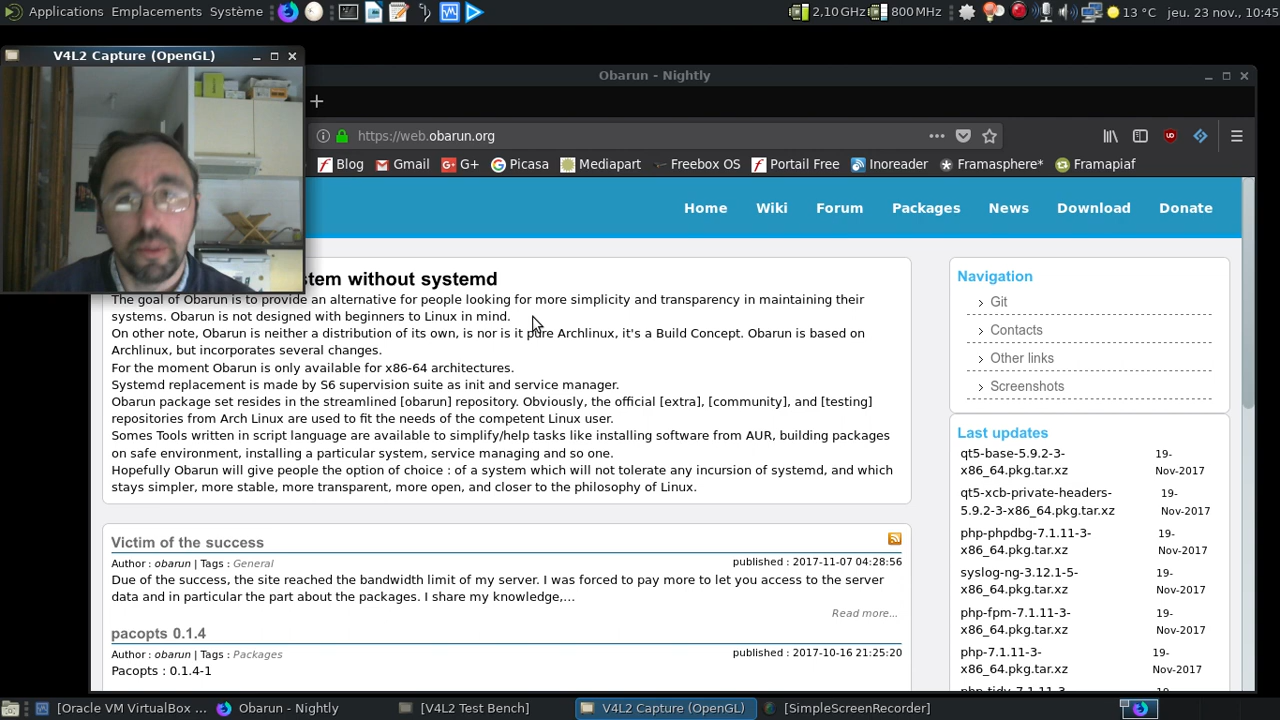 Applications Emplacements Système
2,10 GHz 800 MHz 13 °C jeu. 23 nov., 10:45
V4L2 Capture (OpenGL)
Obarun - Nightly
https://web.obarun.org
Blog Gmail G+ Picasa Mediapart Freebox OS Portail Free Inoreader Framasphere* Framapiaf
Home Wiki Forum Packages News Download Donate
stem without systemd
The goal of Obarun is to provide an alternative for people looking for more simplicity and transparency in maintaining their
systems. Obarun is not designed with beginners to Linux in mind.
On other note, Obarun is neither a distribution of its own, is nor is it pure Archlinux, it's a Build Concept. Obarun is based on
Archlinux, but incorporates several changes.
For the moment Obarun is only available for x86-64 architectures.
Systemd replacement is made by S6 supervision suite as init and service manager.
Obarun package set resides in the streamlined [obarun] repository. Obviously, the official [extra], [community], and [testing]
repositories from Arch Linux are used to fit the needs of the competent Linux user.
Somes Tools written in script language are available to simplify/help tasks like installing software from AUR, building packages
on safe environment, installing a particular system, service managing and so one.
Hopefully Obarun will give people the option of choice : of a system which will not tolerate any incursion of systemd, and which
stays simpler, more stable, more transparent, more open, and closer to the philosophy of Linux.
Victim of the success
Author : obarun | Tags : General published : 2017-11-07 04:28:56
Due of the success, the site reached the bandwidth limit of my server. I was forced to pay more to let you access to the server
data and in particular the part about the packages. I share my knowledge,...
Read more...
pacopts 0.1.4
Author : obarun | Tags : Packages published : 2017-10-16 21:25:20
Pacopts : 0.1.4-1
Navigation
Git
Contacts
Other links
Screenshots
Last updates
qt5-base-5.9.2-3- 19-
x86_64.pkg.tar.xz Nov-2017
qt5-xcb-private-headers- 19-
5.9.2-3-x86_64.pkg.tar.xz Nov-2017
php-phpdbg-7.1.11-3- 19-
x86_64.pkg.tar.xz Nov-2017
syslog-ng-3.12.1-5- 19-
x86_64.pkg.tar.xz Nov-2017
php-fpm-7.1.11-3- 19-
x86_64.pkg.tar.xz Nov-2017
php-7.1.11-3- 19-
x86_64.pkg.tar.xz Nov-2017
[Oracle VM VirtualBox ... Obarun - Nightly [V4L2 Test Bench] V4L2 Capture (OpenGL) [SimpleScreenRecorder]